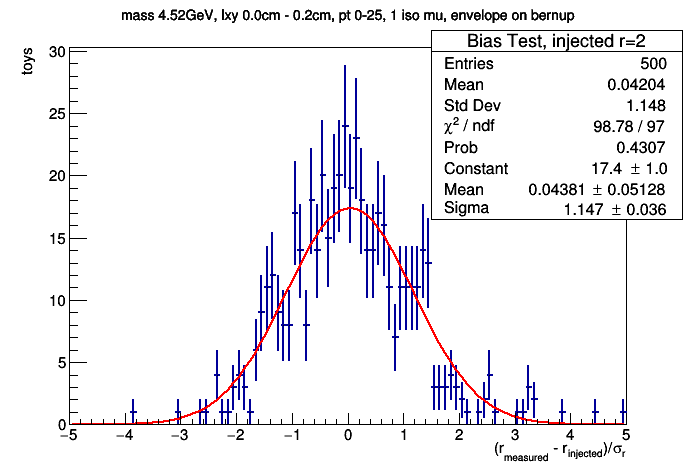 mass 4.52GeV, lxy 0.0cm - 0.2cm, pt 0-25, 1 iso mu, envelope on bernup
Bias Test, injected r=2
Entries 500
Mean 0.04204
Std Dev 1.148
χ² / ndf 98.78 / 97
Prob 0.4307
Constant 17.4 ± 1.0
Mean 0.04381 ± 0.05128
Sigma 1.147 ± 0.036
toys
30
25
20
15
10
5
0
−5 −4 −3 −2 −1 0 1 2 3 4 5
(r_measured - r_injected)/σ_r